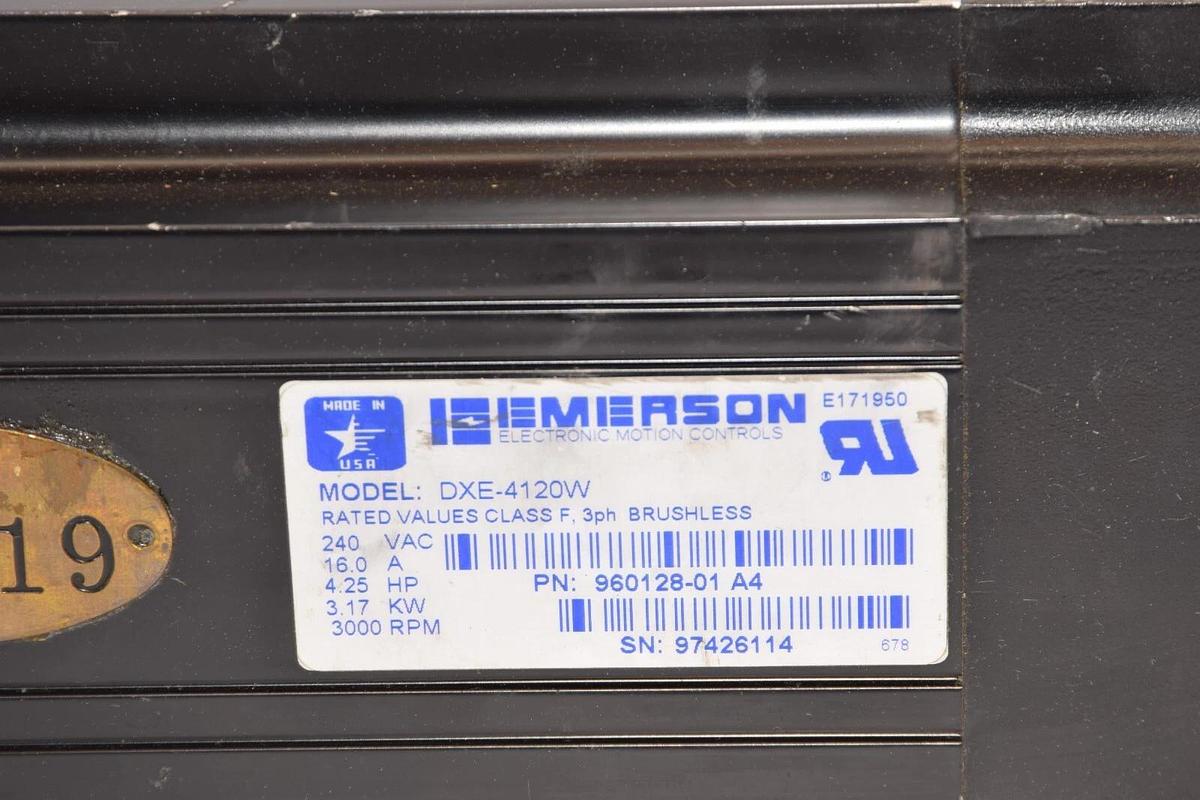 MADE IN
USA
EMERSON
ELECTRONIC MOTION CONTROLS
E171950
MODEL: DXE-4120W
RATED VALUES CLASS F, 3ph BRUSHLESS
240 VAC
16.0 A
4.25 HP
3.17 KW
3000 RPM
PN: 960128-01 A4
SN: 97426114
678
19